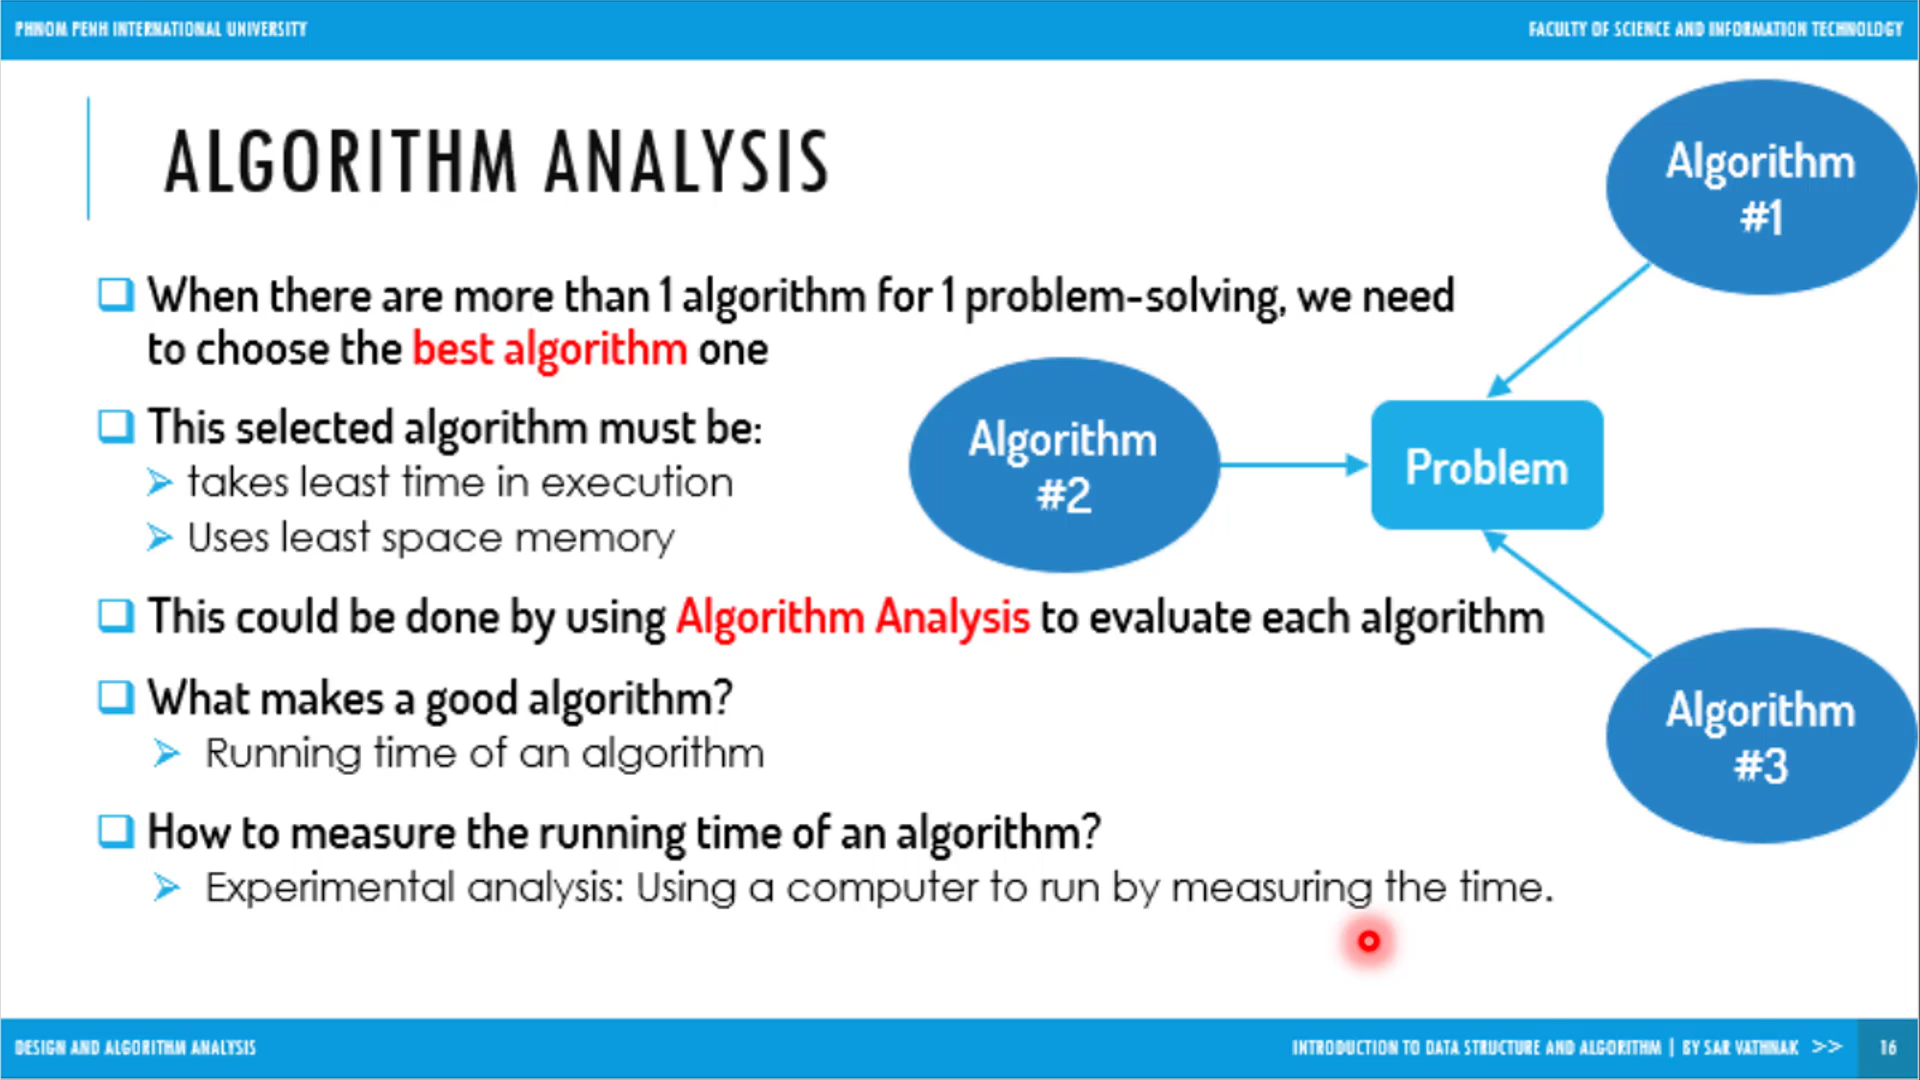 PHNOM PENH INTERNATIONAL UNIVERSITY
FACULTY OF SCIENCE AND INFORMATION TECHNOLOGY
ALGORITHM ANALYSIS
When there are more than 1 algorithm for 1 problem-solving, we need
to choose the best algorithm one
This selected algorithm must be:
takes least time in execution
Uses least space memory
This could be done by using Algorithm Analysis to evaluate each algorithm
What makes a good algorithm?
Running time of an algorithm
How to measure the running time of an algorithm?
Experimental analysis: Using a computer to run by measuring the time.
Algorithm
#1
Algorithm
#2
Problem
Algorithm
#3
DESIGN AND ALGORITHM ANALYSIS
INTRODUCTION TO DATA STRUCTURE AND ALGORITHM | BY SAR VATHNAK >> 16